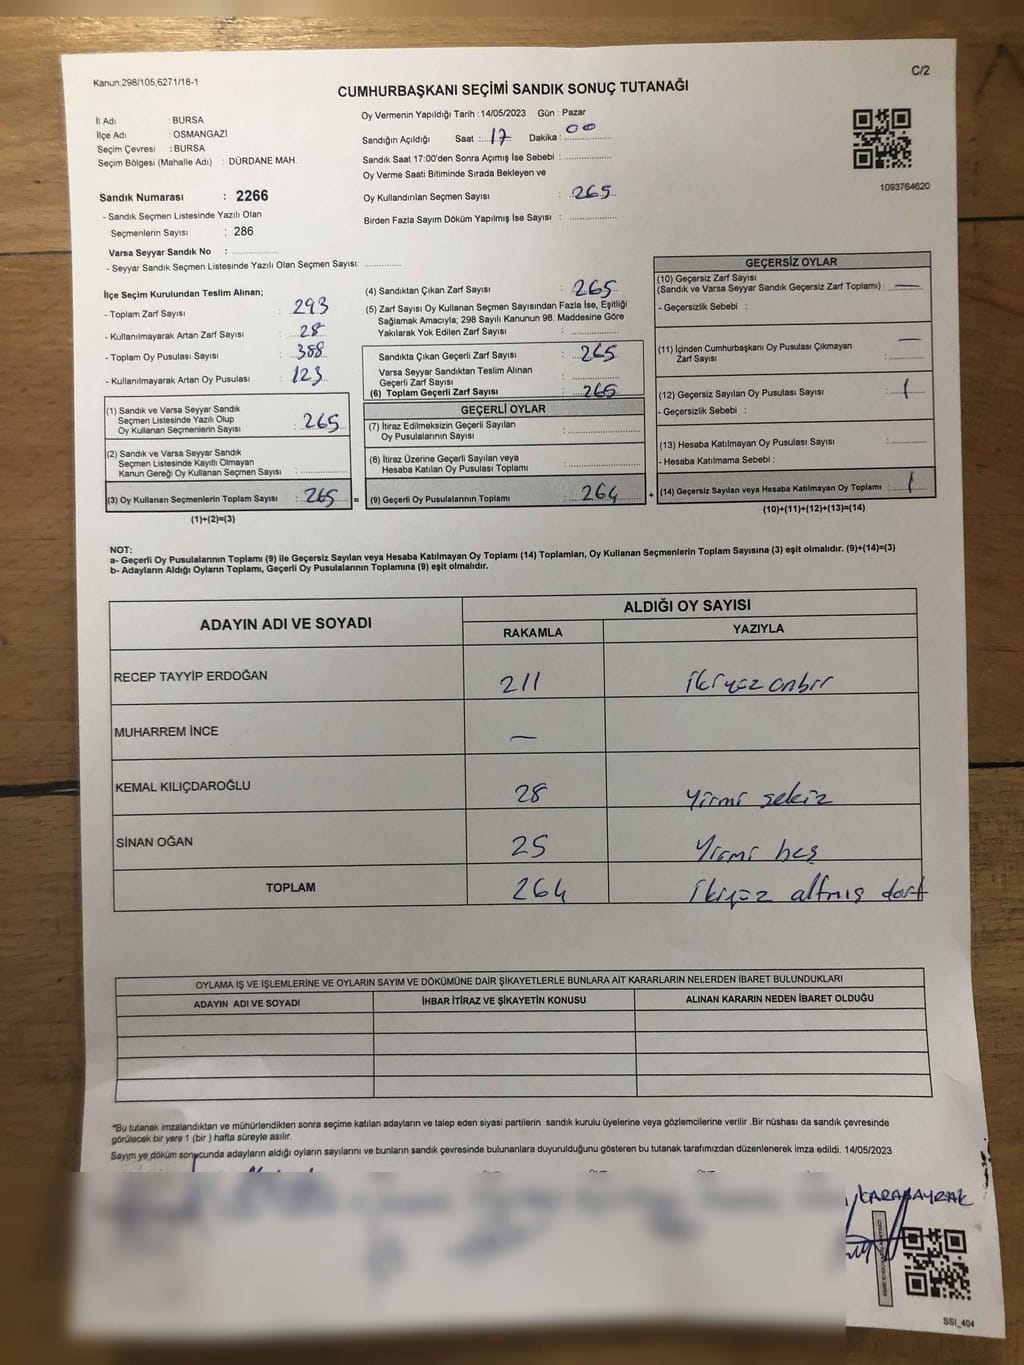 Kanun:298/105,6271/18-1
C/2
CUMHURBAŞKANI SEÇİMİ SANDIK SONUÇ TUTANAĞI
İl Adı : BURSA
İlçe Adı : OSMANGAZİ
Seçim Çevresi : BURSA
Seçim Bölgesi (Mahalle Adı) : DÜRDANE MAH.
Sandık Numarası : 2266
- Sandık Seçmen Listesinde Yazılı Olan
Seçmenlerin Sayısı : 286
Varsa Seyyar Sandık No :
- Seyyar Sandık Seçmen Listesinde Yazılı Olan Seçmen Sayısı:
Oy Vermenin Yapıldığı Tarih : 14/05/2023 Gün : Pazar
Sandığın Açıldığı Saat : 17 Dakika : 00
Sandık Saat 17:00'den Sonra Açımış İse Sebebi :
Oy Verme Saati Bitiminde Sırada Bekleyen ve
Oy Kullandırılan Seçmen Sayısı : 265
Birden Fazla Sayım Döküm Yapılmış İse Sayısı :
1093764620
İlçe Seçim Kurulundan Teslim Alınan;
- Toplam Zarf Sayısı : 293
- Kullanılmayarak Artan Zarf Sayısı : 28
- Toplam Oy Pusulası Sayısı : 388
- Kullanılmayarak Artan Oy Pusulası : 123
(1) Sandık ve Varsa Seyyar Sandık
Seçmen Listesinde Yazılı Olup
Oy Kullanan Seçmenlerin Sayısı : 265
(2) Sandık ve Varsa Seyyar Sandık
Seçmen Listesinde Kayıtlı Olmayan
Kanun Gereği Oy Kullanan Seçmen Sayısı :
(3) Oy Kullanan Seçmenlerin Toplam Sayısı : 265 =
(1)+(2)=(3)
(4) Sandıktan Çıkan Zarf Sayısı : 265
(5) Zarf Sayısı Oy Kullanan Seçmen Sayısından Fazla İse, Eşitliği
Sağlamak Amacıyla; 298 Sayılı Kanunun 98. Maddesine Göre
Yakılarak Yok Edilen Zarf Sayısı :
Sandıkta Çıkan Geçerli Zarf Sayısı : 265
Varsa Seyyar Sandıktan Teslim Alınan
Geçerli Zarf Sayısı :
(6) Toplam Geçerli Zarf Sayısı : 265
GEÇERLİ OYLAR
(7) İtiraz Edilmeksizin Geçerli Sayılan
Oy Pusulalarının Sayısı :
(8) İtiraz Üzerine Geçerli Sayılan veya
Hesaba Katılan Oy Pusulası Toplamı :
(9) Geçerli Oy Pusulalarının Toplamı : 264 +
GEÇERSİZ OYLAR
(10) Geçersiz Zarf Sayısı
(Sandık ve Varsa Seyyar Sandık Geçersiz Zarf Toplamı) : —
- Geçersizlik Sebebi :
(11) İçinden Cumhurbaşkanı Oy Pusulası Çıkmayan
Zarf Sayısı : —
(12) Geçersiz Sayılan Oy Pusulası Sayısı : 1
- Geçersizlik Sebebi :
(13) Hesaba Katılmayan Oy Pusulası Sayısı :
- Hesaba Katılmama Sebebi :
(14) Geçersiz Sayılan veya Hesaba Katılmayan Oy Toplamı : 1
(10)+(11)+(12)+(13)=(14)
NOT:
a- Geçerli Oy Pusulalarının Toplamı (9) ile Geçersiz Sayılan veya Hesaba Katılmayan Oy Toplamı (14) Toplamları, Oy Kullanan Seçmenlerin Toplam Sayısına (3) eşit olmalıdır. (9)+(14)=(3)
b- Adayların Aldığı Oyların Toplamı, Geçerli Oy Pusulalarının Toplamına (9) eşit olmalıdır.
ADAYIN ADI VE SOYADI
ALDIĞI OY SAYISI
RAKAMLA YAZIYLA
RECEP TAYYİP ERDOĞAN 211 ikiyüz onbir
MUHARREM İNCE —
KEMAL KILIÇDAROĞLU 28 Yirmi sekiz
SİNAN OĞAN 25 Yirmi beş
TOPLAM 264 ikiyüz altmış dört
OYLAMA İŞ VE İŞLEMLERİNE VE OYLARIN SAYIM VE DÖKÜMÜNE DAİR ŞİKAYETLERLE BUNLARA AİT KARARLARIN NELERDEN İBARET BULUNDUKLARI
ADAYIN ADI VE SOYADI İHBAR İTİRAZ VE ŞİKAYETİN KONUSU ALINAN KARARIN NEDEN İBARET OLDUĞU
*Bu tutanak imzalandıktan ve mühürlendikten sonra seçime katılan adayların ve talep eden siyasi partilerin sandık kurulu üyelerine veya gözlemcilerine verilir .Bir nüshası da sandık çevresinde
görülecek bir yere 1 (bir ) hafta süreyle asılır.
Sayım ve döküm sonucunda adayların aldığı oyların sayılarını ve bunların sandık çevresinde bulunanlara duyurulduğunu gösteren bu tutanak tarafımızdan düzenlenerek imza edildi. 14/05/2023
KARABAYRAK
SSI_404